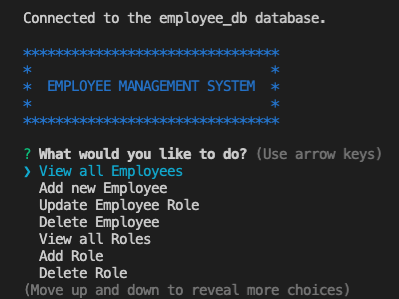 Connected to the employee_db database.
********************************
* *
* EMPLOYEE MANAGEMENT SYSTEM *
* *
********************************
? What would you like to do? (Use arrow keys)
❯ View all Employees
Add new Employee
Update Employee Role
Delete Employee
View all Roles
Add Role
Delete Role
(Move up and down to reveal more choices)